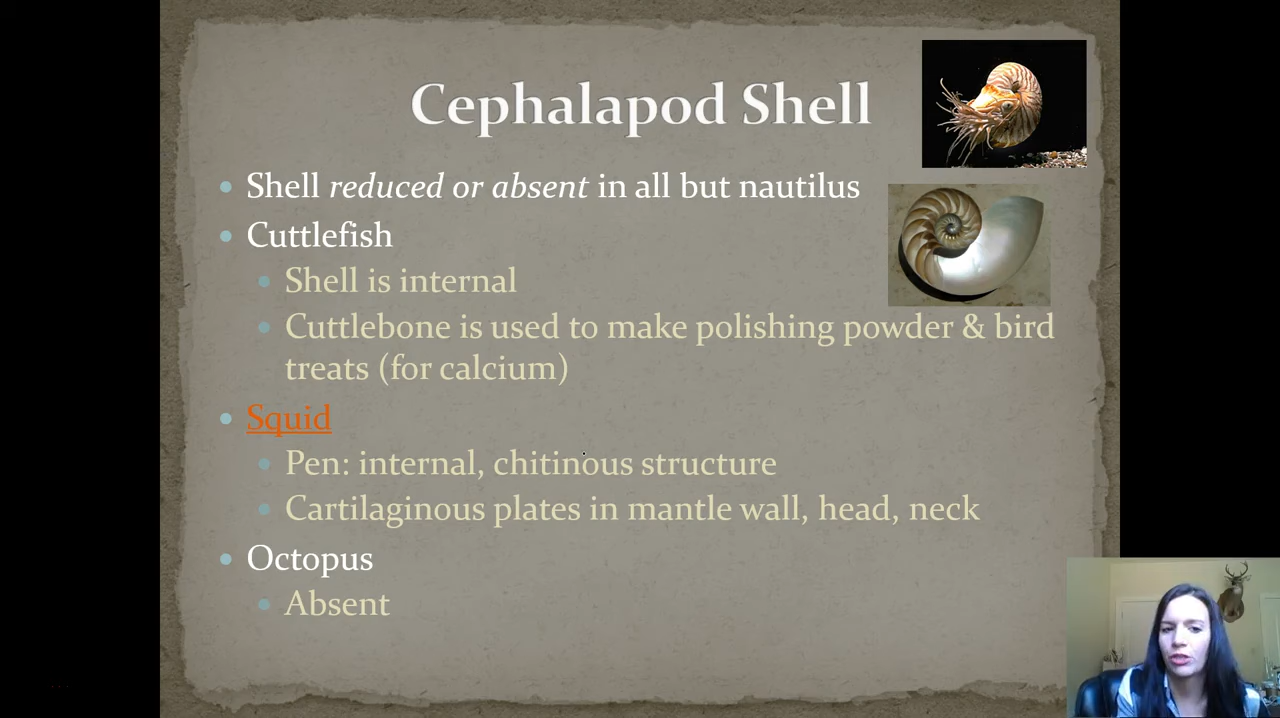 Cephalapod Shell
Shell reduced or absent in all but nautilus
Cuttlefish
Shell is internal
Cuttlebone is used to make polishing powder & bird
treats (for calcium)
Squid
Pen: internal, chitinous structure
Cartilaginous plates in mantle wall, head, neck
Octopus
Absent